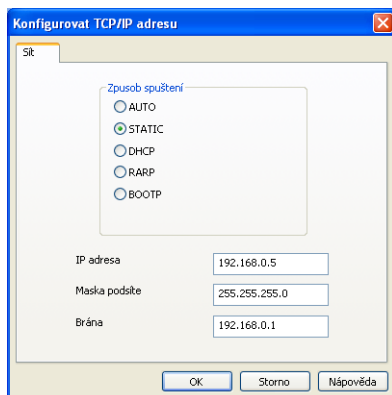 Konfigurovat TCP/IP adresu
Sít
Zpusob spuštení
AUTO
STATIC
DHCP
RARP
BOOTP
IP adresa 192.168.0.5
Maska podsíte 255.255.255.0
Brána 192.168.0.1
OK Storno Nápověda